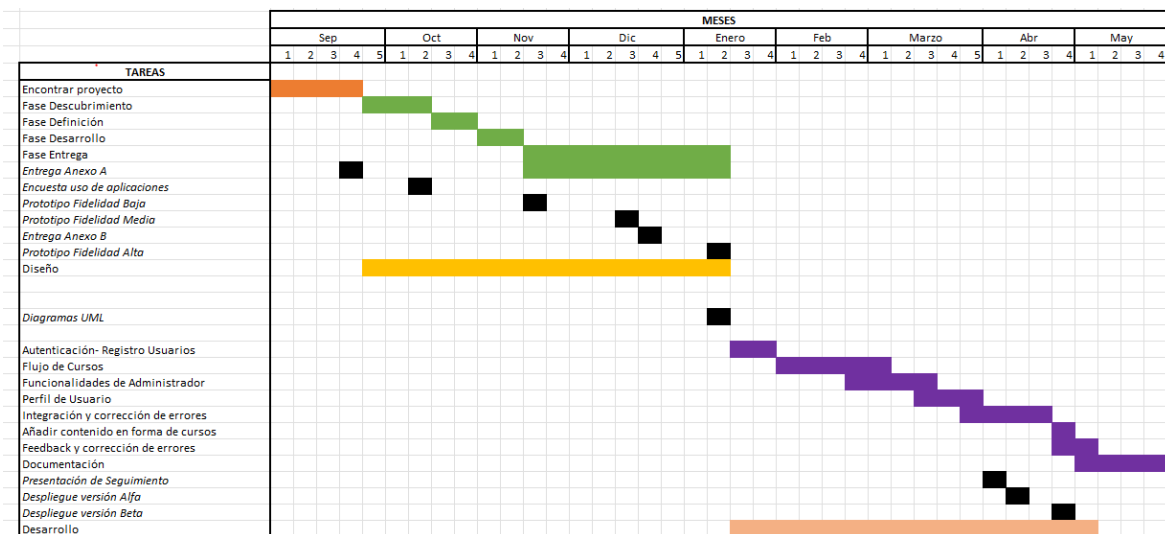 MESES
Sep Oct Nov Dic Enero Feb Marzo Abr May
1 2 3 4 5 1 2 3 4 1 2 3 4 1 2 3 4 5 1 2 3 4 1 2 3 4 1 2 3 4 5 1 2 3 4 1 2 3 4
TAREAS
Encontrar proyecto
Fase Descubrimiento
Fase Definición
Fase Desarrollo
Fase Entrega
Entrega Anexo A
Encuesta uso de aplicaciones
Prototipo Fidelidad Baja
Prototipo Fidelidad Media
Entrega Anexo B
Prototipo Fidelidad Alta
Diseño
Diagramas UML
Autenticación- Registro Usuarios
Flujo de Cursos
Funcionalidades de Administrador
Perfil de Usuario
Integración y corrección de errores
Añadir contenido en forma de cursos
Feedback y corrección de errores
Documentación
Presentación de Seguimiento
Despliegue versión Alfa
Despliegue versión Beta
Desarrollo